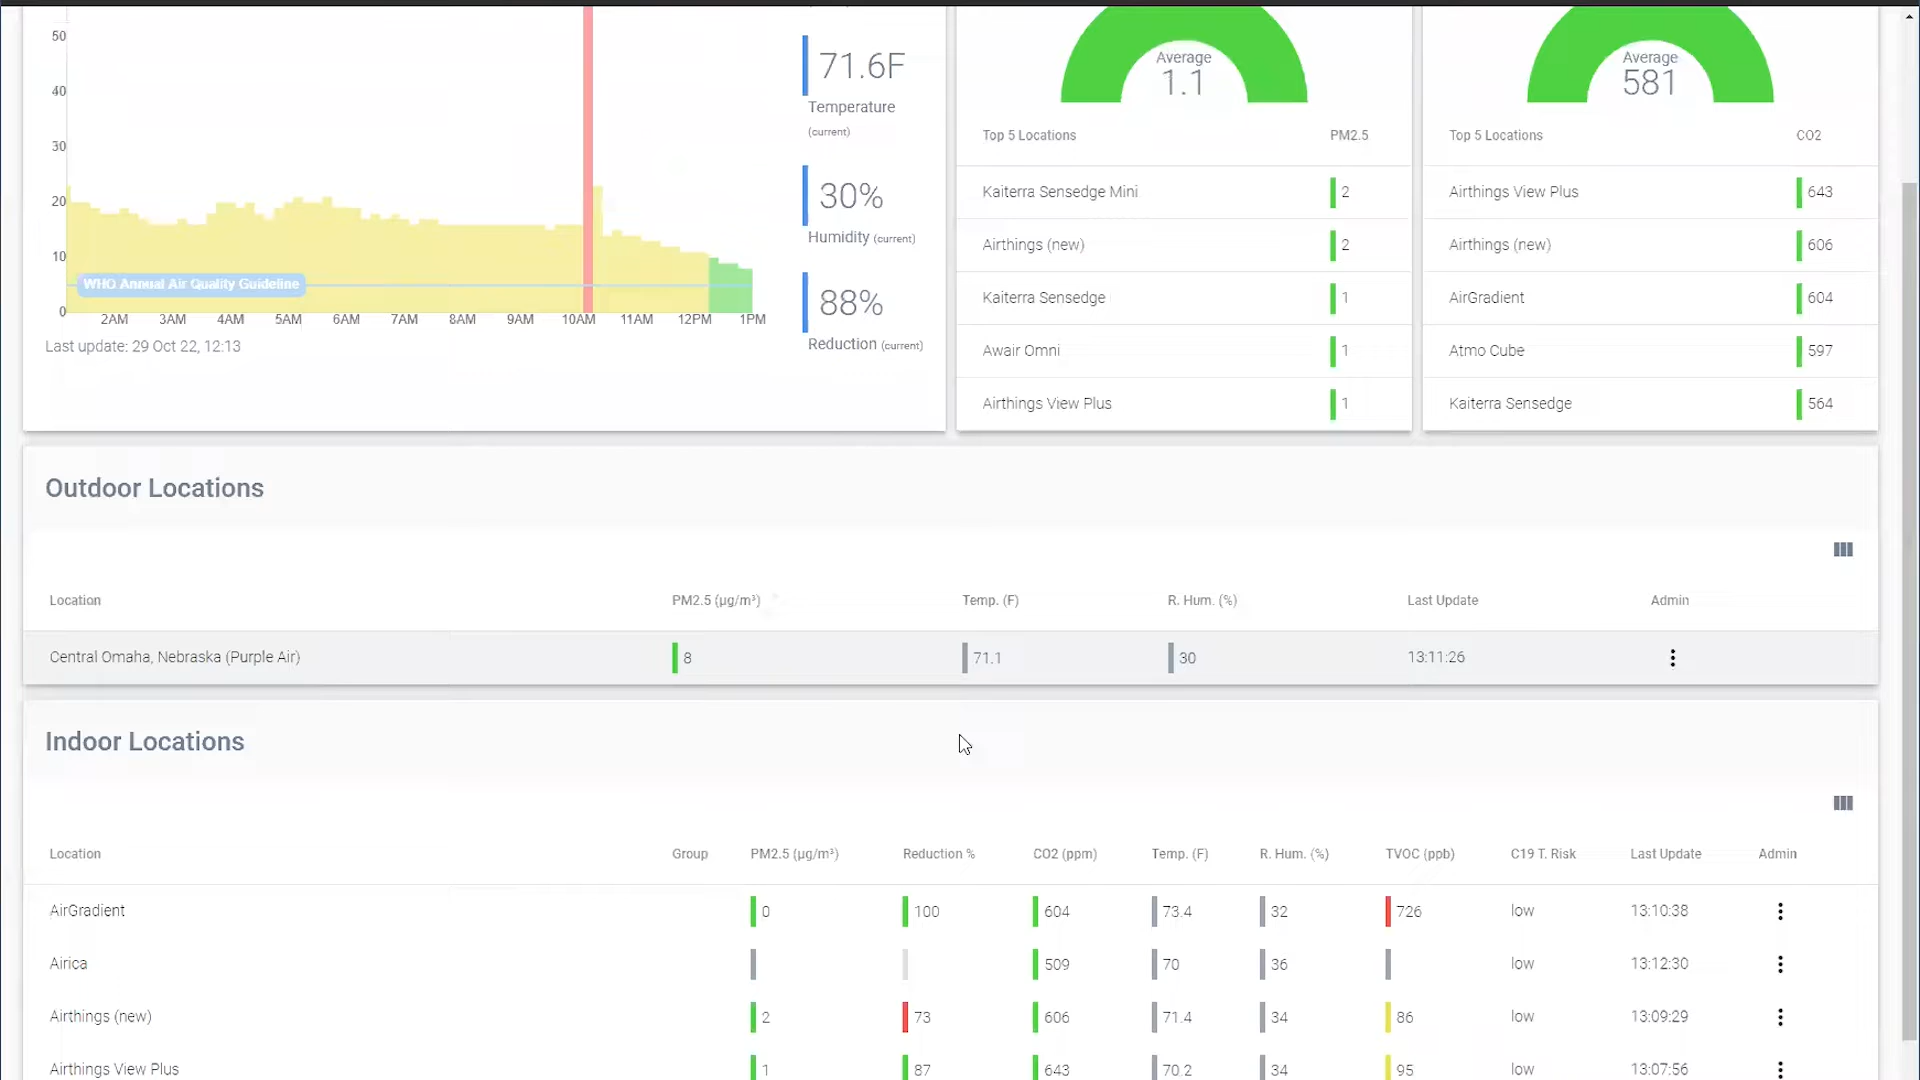 50
40
30
20
10
0
WHO Annual Air Quality Guideline
2AM 3AM 4AM 5AM 6AM 7AM 8AM 9AM 10AM 11AM 12PM 1PM
Last update: 29 Oct 22, 12:13
71.6F
Temperature
(current)
30%
Humidity (current)
88%
Reduction (current)
Average
1.1
Top 5 Locations PM2.5
Kaiterra Sensedge Mini 2
Airthings (new) 2
Kaiterra Sensedge 1
Awair Omni 1
Airthings View Plus 1
Average
581
Top 5 Locations CO2
Airthings View Plus 643
Airthings (new) 606
AirGradient 604
Atmo Cube 597
Kaiterra Sensedge 564
Outdoor Locations
Location PM2.5 (µg/m³) Temp. (F) R. Hum. (%) Last Update Admin
Central Omaha, Nebraska (Purple Air) 8 71.1 30 13:11:26
Indoor Locations
Location Group PM2.5 (µg/m³) Reduction % CO2 (ppm) Temp. (F) R. Hum. (%) TVOC (ppb) C19 T. Risk Last Update Admin
AirGradient 0 100 604 73.4 32 726 low 13:10:38
Airica 509 70 36 low 13:12:30
Airthings (new) 2 73 606 71.4 34 86 low 13:09:29
Airthings View Plus 1 87 643 70.2 34 95 low 13:07:56